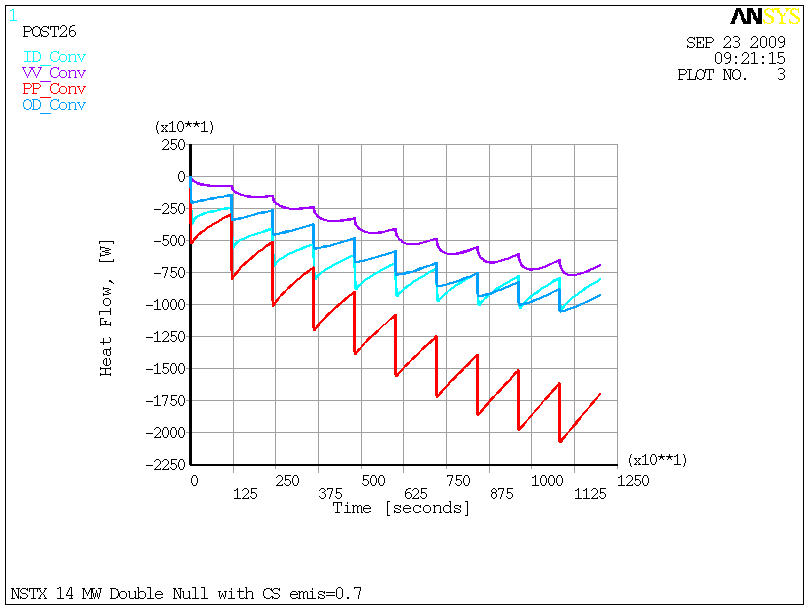 1
ANSYS
POST26
SEP 23 2009
09:21:15
PLOT NO. 3
ID_Conv
VV_Conv
PP_Conv
OD_Conv
(x10**1)
250
0
-250
-500
-750
-1000
-1250
-1500
-1750
-2000
-2250
Heat Flow, [W]
(x10**1)
0 250 500 750 1000 1250
125 375 625 875 1125
Time [seconds]
NSTX 14 MW Double Null with CS emis=0.7